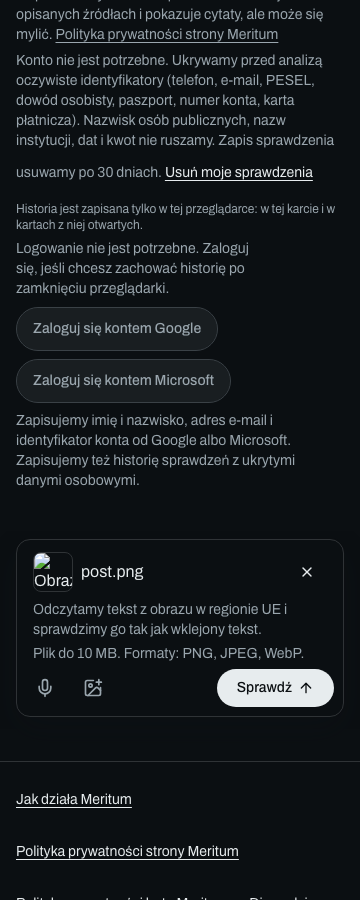 opisanych źródłach i pokazuje cytaty, ale może się
mylić. Polityka prywatności strony Meritum
Konto nie jest potrzebne. Ukrywamy przed analizą
oczywiste identyfikatory (telefon, e-mail, PESEL,
dowód osobisty, paszport, numer konta, karta
płatnicza). Nazwisk osób publicznych, nazw
instytucji, dat i kwot nie ruszamy. Zapis sprawdzenia
usuwamy po 30 dniach. Usuń moje sprawdzenia
Historia jest zapisana tylko w tej przeglądarce: w tej karcie i w
kartach z niej otwartych.
Logowanie nie jest potrzebne. Zaloguj
się, jeśli chcesz zachować historię po
zamknięciu przeglądarki.
Zaloguj się kontem Google
Zaloguj się kontem Microsoft
Zapisujemy imię i nazwisko, adres e-mail i
identyfikator konta od Google albo Microsoft.
Zapisujemy też historię sprawdzeń z ukrytymi
danymi osobowymi.
post.png
Odczytamy tekst z obrazu w regionie UE i
sprawdzimy go tak jak wklejony tekst.
Plik do 10 MB. Formaty: PNG, JPEG, WebP.
Sprawdź
Jak działa Meritum
Polityka prywatności strony Meritum